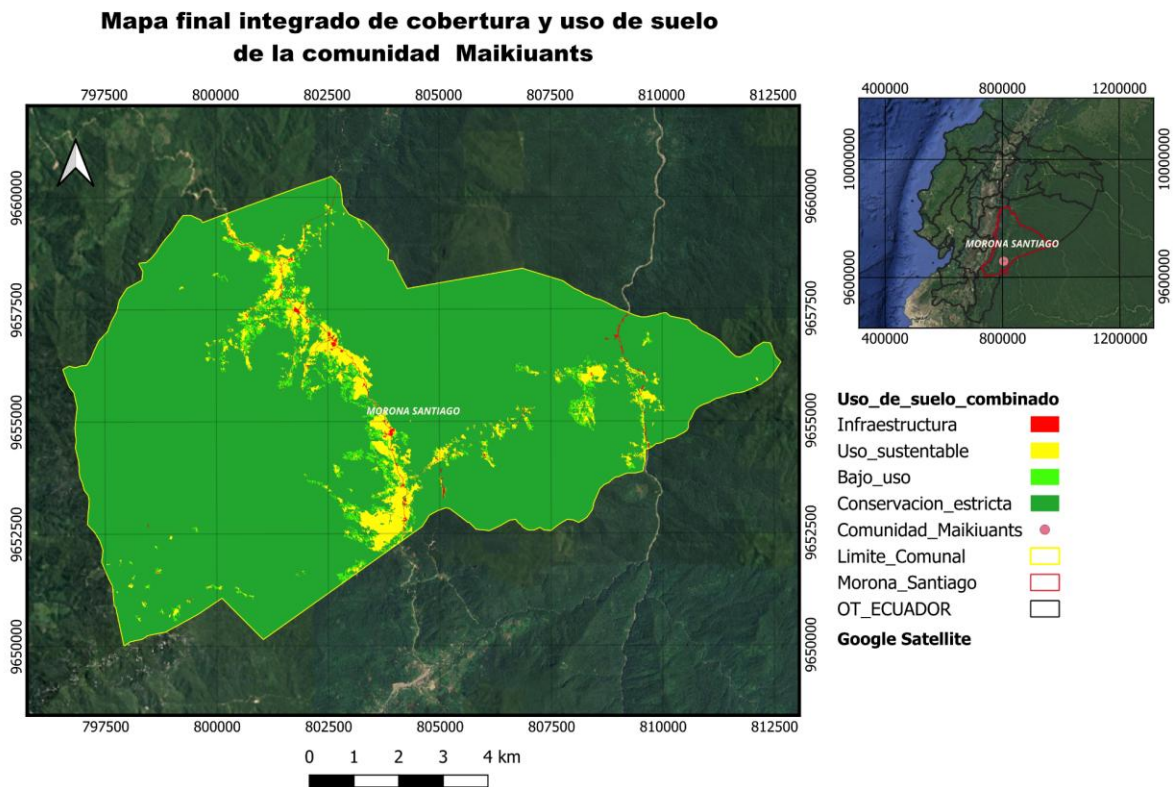 Mapa final integrado de cobertura y uso de suelo
de la comunidad Maikiuants
797500 800000 802500 805000 807500 810000 812500
9660000 9660000
9657500 9657500
MORONA SANTIAGO
9655000 9655000
9652500 9652500
9650000 9650000
797500 800000 802500 805000 807500 810000 812500
0 1 2 3 4 km
400000 800000 1200000
10000000 10000000
MORONA SANTIAGO
9600000 9600000
400000 800000 1200000
Uso_de_suelo_combinado
Infraestructura
Uso_sustentable
Bajo_uso
Conservacion_estricta
Comunidad_Maikiuants
Limite_Comunal
Morona_Santiago
OT_ECUADOR
Google Satellite